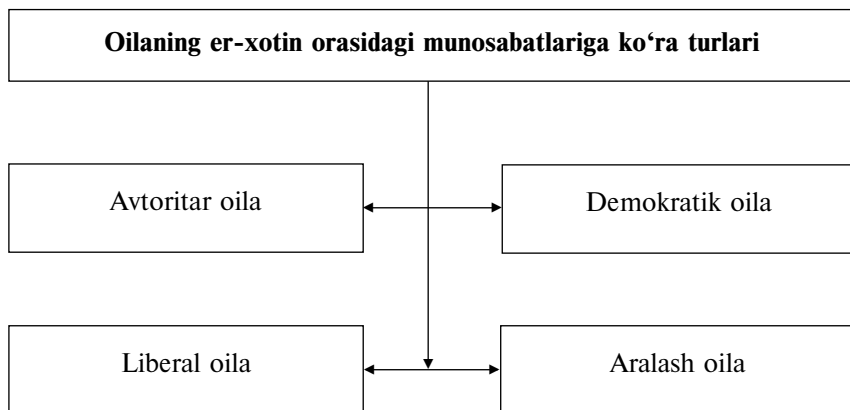 Oilaning er-xotin orasidagi munosabatlariga ko‘ra turlari
Avtoritar oila
Demokratik oila
Liberal oila
Aralash oila